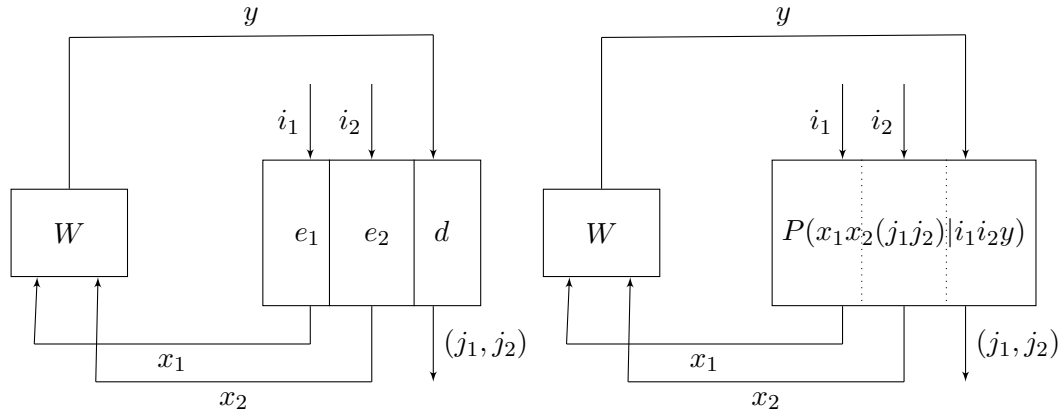 y y
i₁ i₂ i₁ i₂
W e₁ e₂ d W P(x₁x₂(j₁j₂)|i₁i₂y)
(j₁, j₂) (j₁, j₂)
x₁ x₁
x₂ x₂